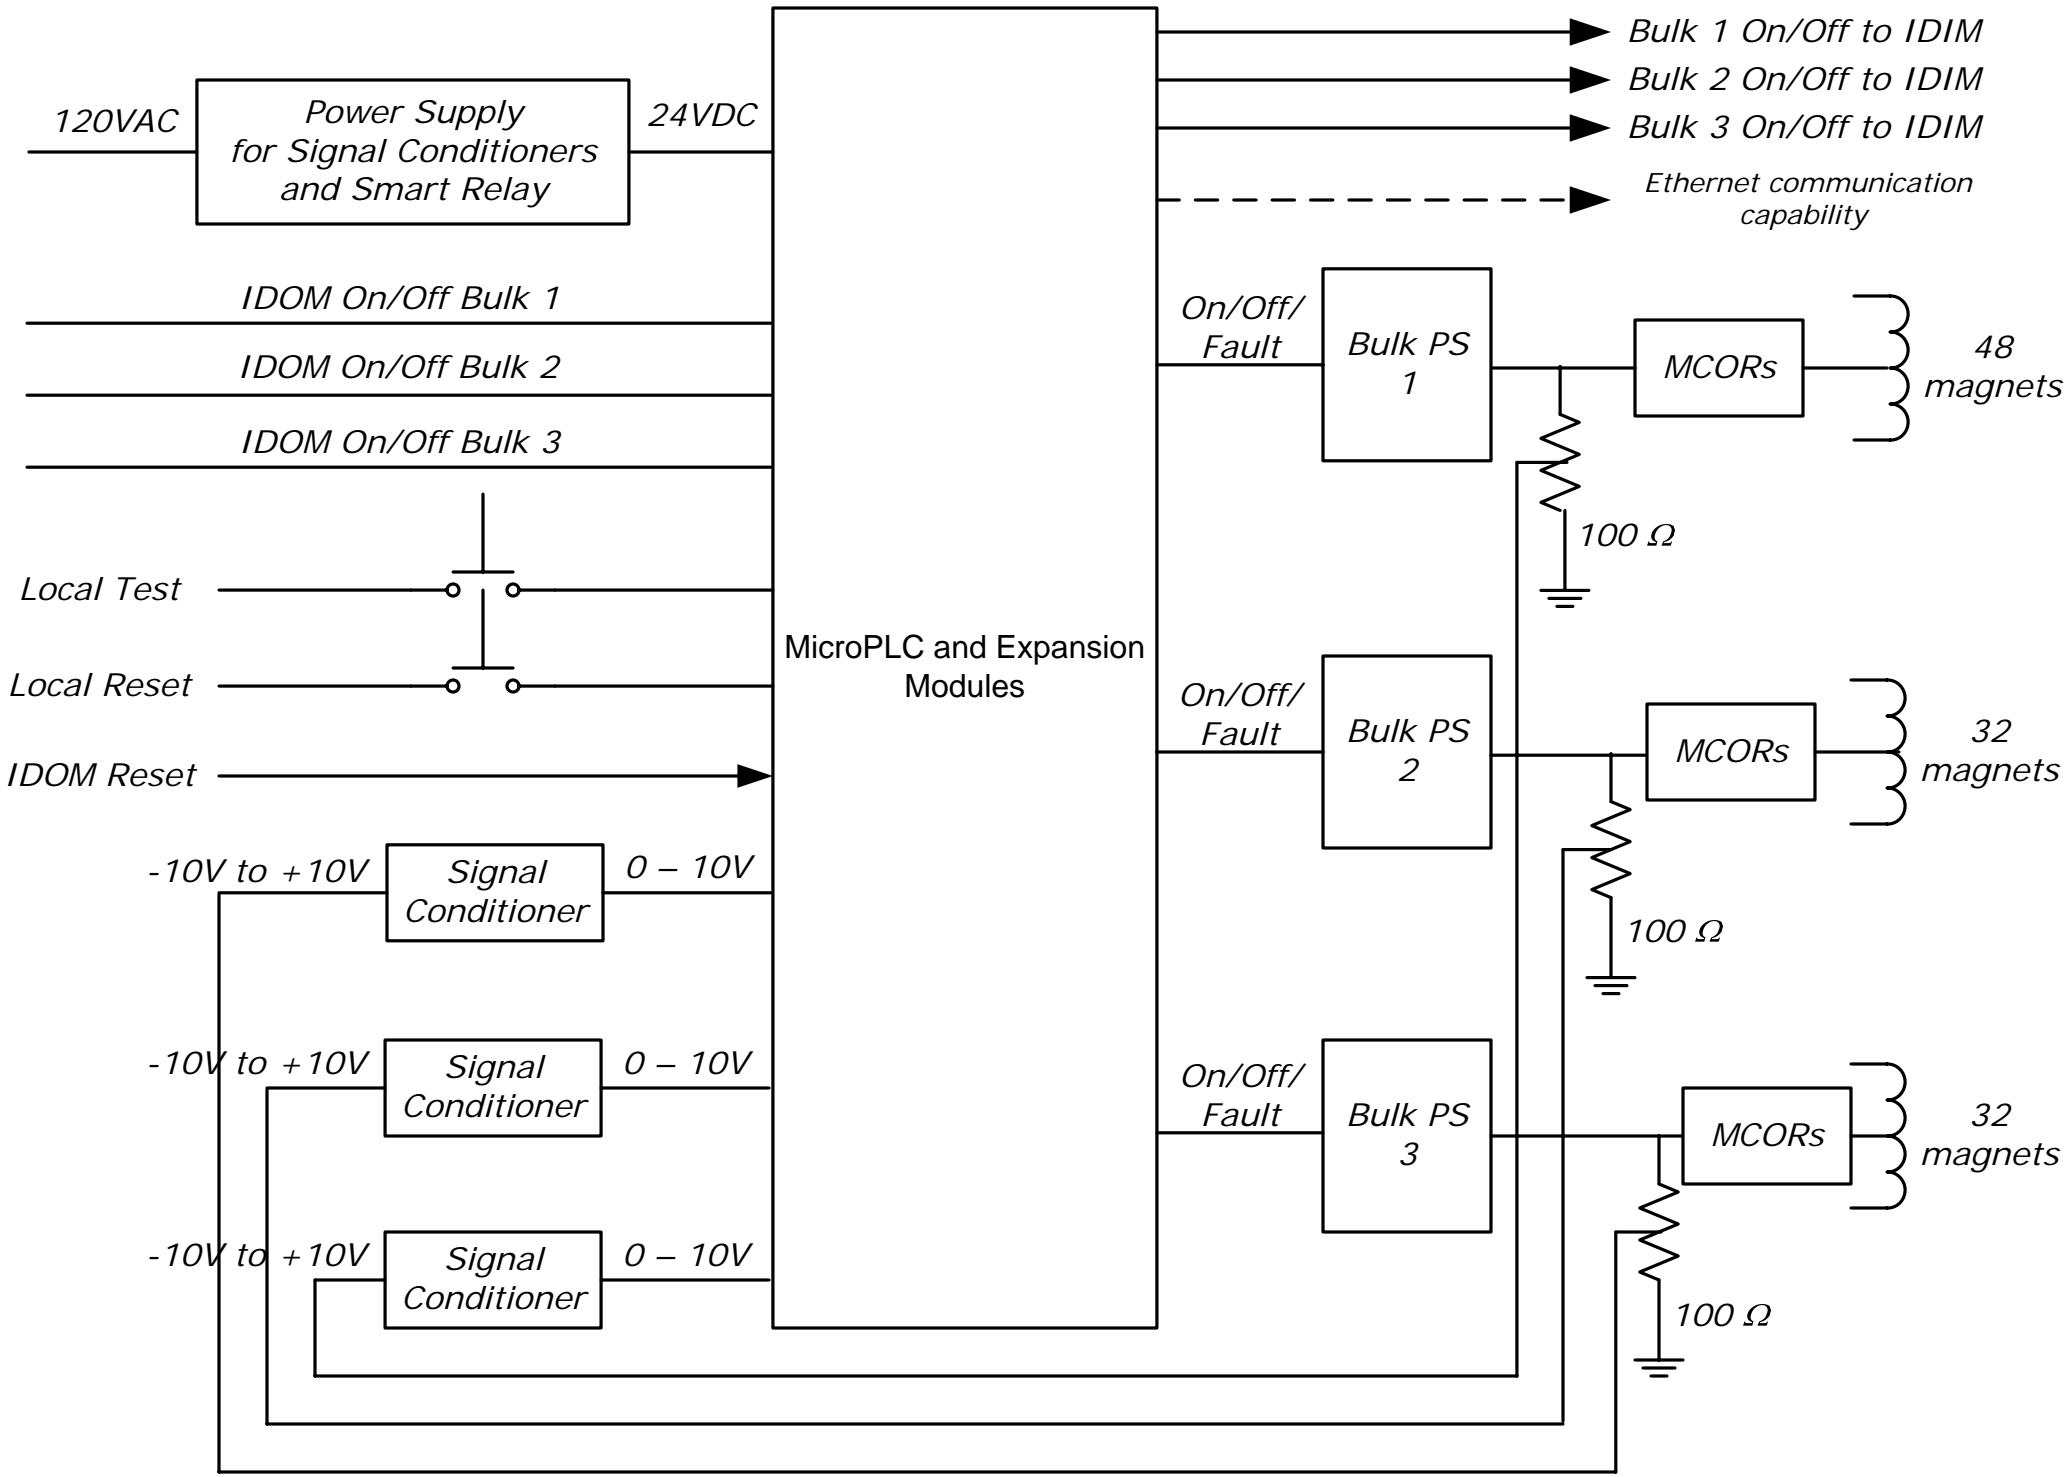 Bulk 1 On/Off to IDIM
Bulk 2 On/Off to IDIM
Bulk 3 On/Off to IDIM
Ethernet communication
capability
120VAC
Power Supply
for Signal Conditioners
and Smart Relay
24VDC
IDOM On/Off Bulk 1
IDOM On/Off Bulk 2
IDOM On/Off Bulk 3
Local Test
Local Reset
IDOM Reset
-10V to +10V
Signal
Conditioner
0 – 10V
-10V to +10V
Signal
Conditioner
0 – 10V
-10V to +10V
Signal
Conditioner
0 – 10V
MicroPLC and Expansion
Modules
On/Off/
Fault
Bulk PS
1
MCORs
48
magnets
100 Ω
On/Off/
Fault
Bulk PS
2
MCORs
32
magnets
100 Ω
On/Off/
Fault
Bulk PS
3
MCORs
32
magnets
100 Ω